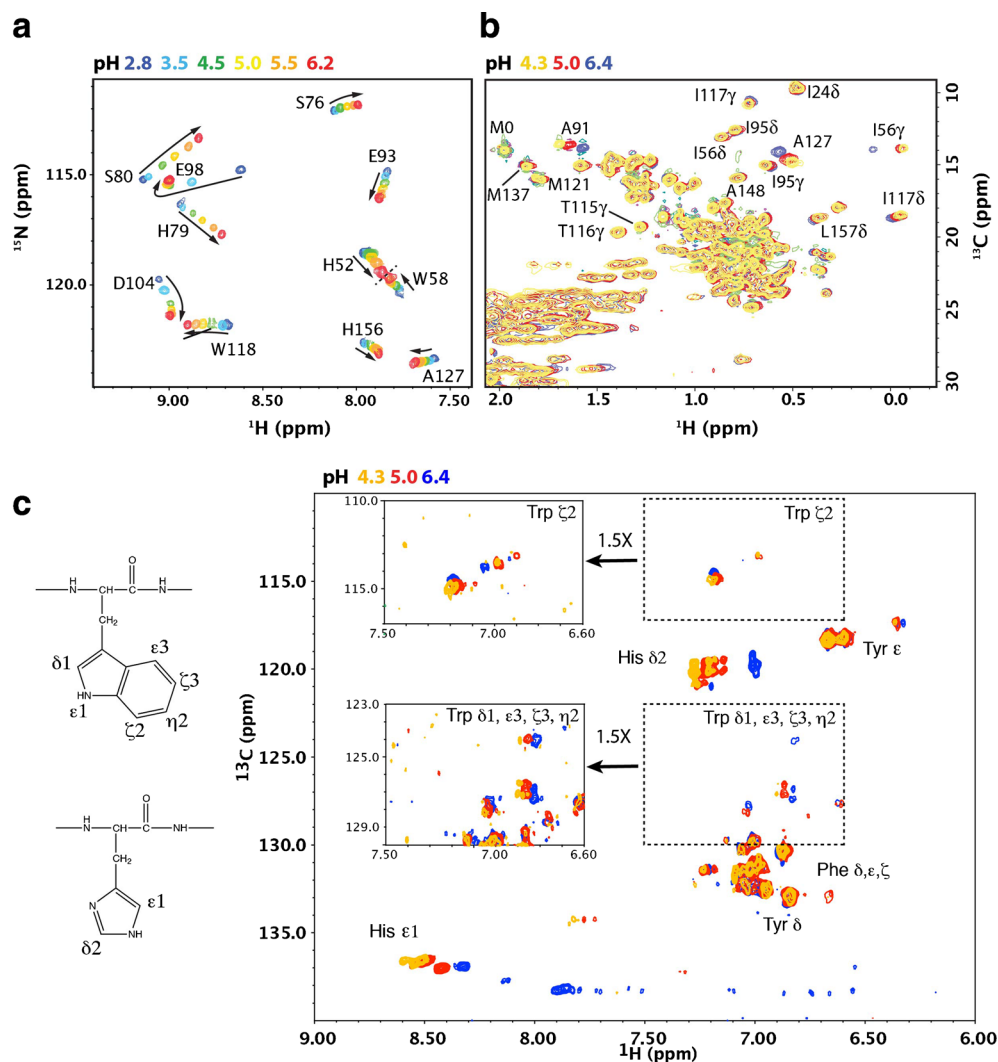 a
pH 2.8 3.5 4.5 5.0 5.5 6.2
S76
E93
S80
E98
H79
D104
H52
W58
W118
H156
A127
115.0
120.0
¹⁵N (ppm)
9.00 8.50 8.00 7.50
¹H (ppm)
b
pH 4.3 5.0 6.4
I117γ
I24δ
M0
A91
I95δ
A127
I56γ
I56δ
M137
M121
I95γ
A148
T115γ
I117δ
T116γ
L157δ
10
15
20
25
30
¹³C (ppm)
2.0 1.5 1.0 0.5 0.0
¹H (ppm)
c
pH 4.3 5.0 6.4
H
N
CH
O
C
H
N
CH₂
δ1
ε3
ζ3
HN
ε1
ζ2
η2
H
N
CH
O
C
NH
CH₂
N
ε1
NH
δ2
110.0
Trp ζ2
115.0
7.50 7.00 6.60
1.5X
Trp ζ2
His δ2
Tyr ε
123.0
Trp δ1, ε3, ζ3, η2
129.0
7.50 7.00 6.60
1.5X
Trp δ1, ε3, ζ3, η2
Phe δ,ε,ζ
Tyr δ
His ε1
115.0
120.0
125.0
130.0
135.0
13C (ppm)
9.00 8.50 8.00 7.50 7.00 6.50 6.00
¹H (ppm)